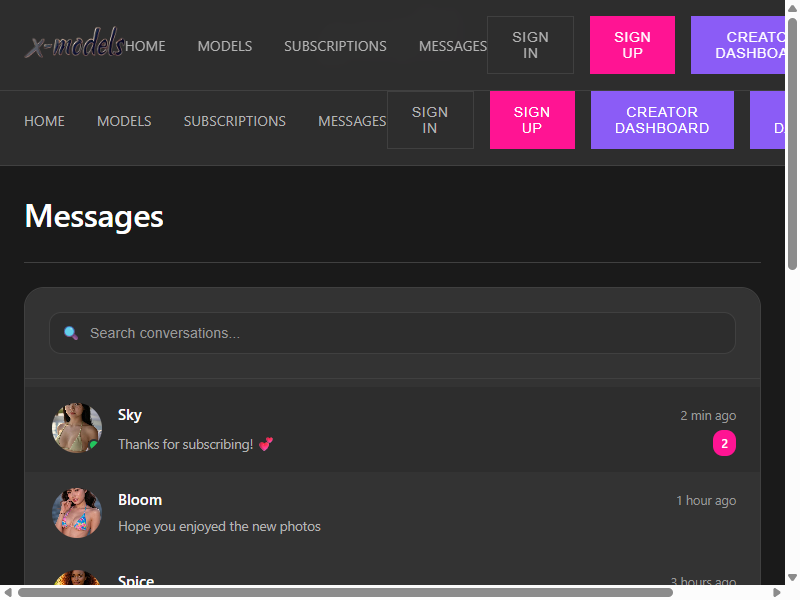 x-models HOME MODELS SUBSCRIPTIONS MESSAGES SIGN IN SIGN UP
HOME MODELS SUBSCRIPTIONS MESSAGES SIGN IN SIGN UP CREATOR DASHBOARD
Messages
Search conversations...
Sky 2 min ago
Thanks for subscribing! 💕 2
Bloom 1 hour ago
Hope you enjoyed the new photos
Spice 3 hours ago